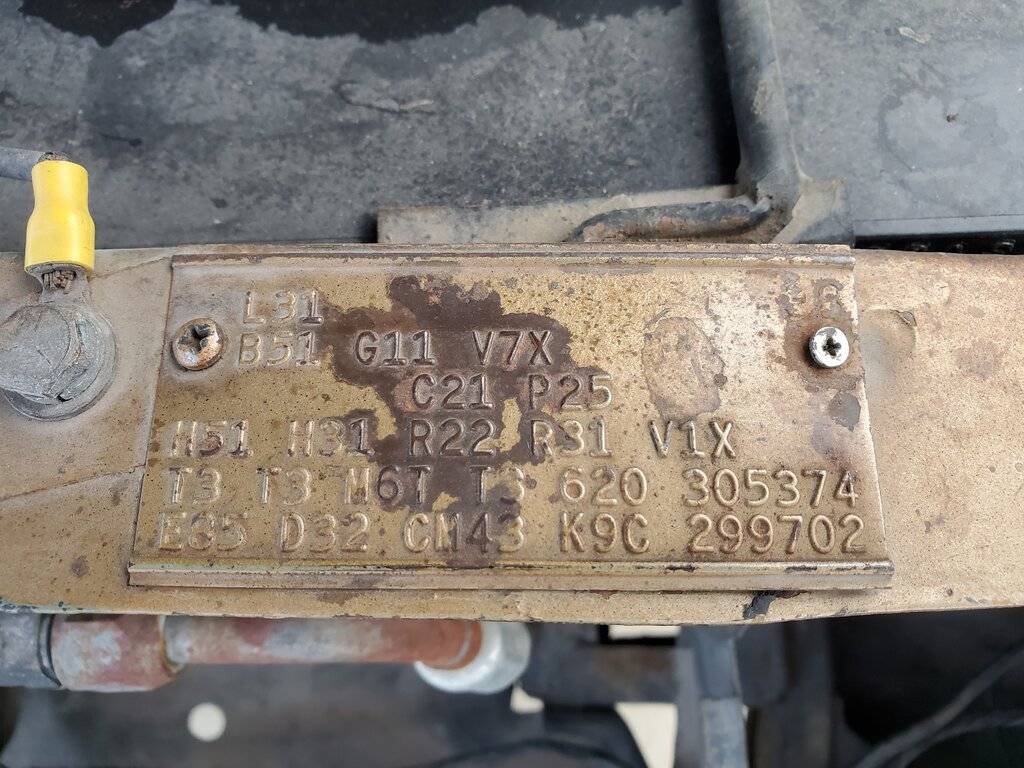 L31
B51 G11 V7X
C21 P25
H51 H31 R22 R31 V1X
T3 T3 M6T T3 620 305374
E85 D32 CM43 K9C 299702